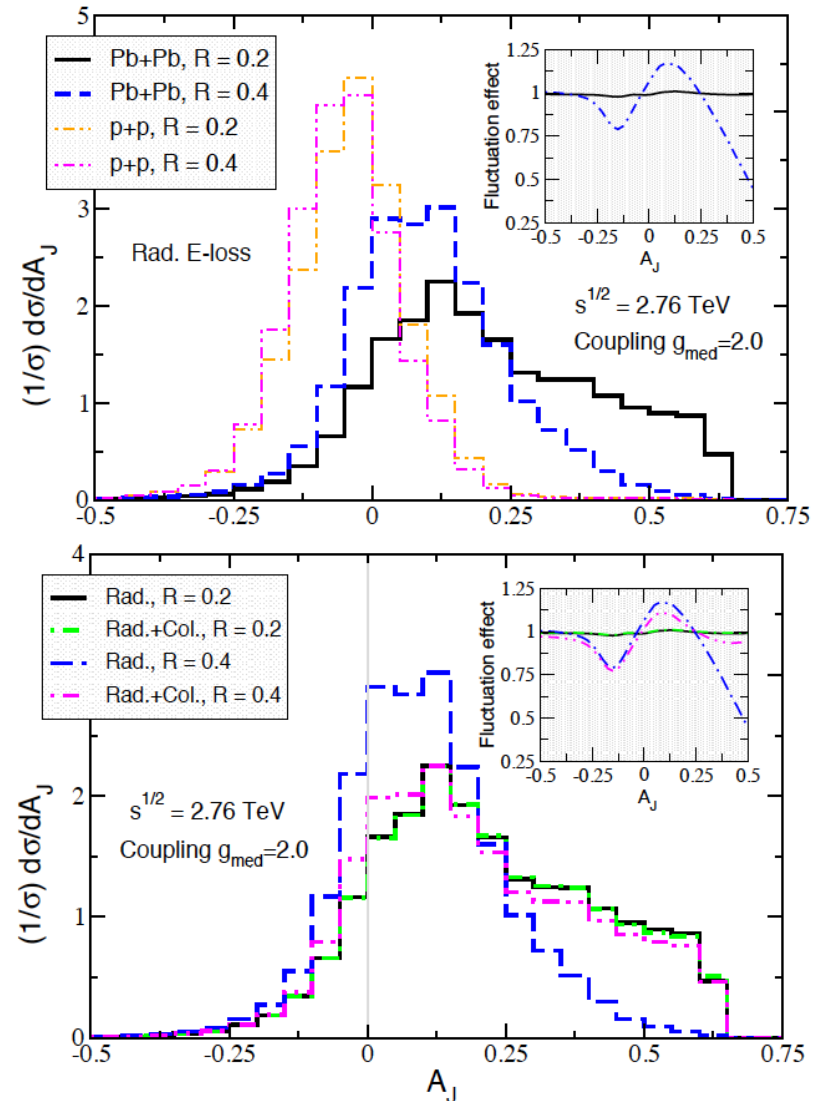 5
3
2
1
0
(1/σ) dσ/dA_J
Pb+Pb, R = 0.2
Pb+Pb, R = 0.4
p+p, R = 0.2
p+p, R = 0.4
Rad. E-loss
1.25
1
0.75
0.5
0.25
Fluctuation effect
-0.5 -0.25 0 0.25 0.5
A_J
s^{1/2} = 2.76 TeV
Coupling g_{med}=2.0
-0.5 -0.25 0 0.25 0.5 0.75
4
2
1
0
(1/σ) dσ/dA_J
Rad., R = 0.2
Rad.+Col., R = 0.2
Rad., R = 0.4
Rad.+Col., R = 0.4
1.25
1
0.75
0.5
0.25
Fluctuation effect
-0.5 -0.25 0 0.25 0.5
A_J
s^{1/2} = 2.76 TeV
Coupling g_{med}=2.0
-0.5 -0.25 0 0.25 0.5 0.75
A_J